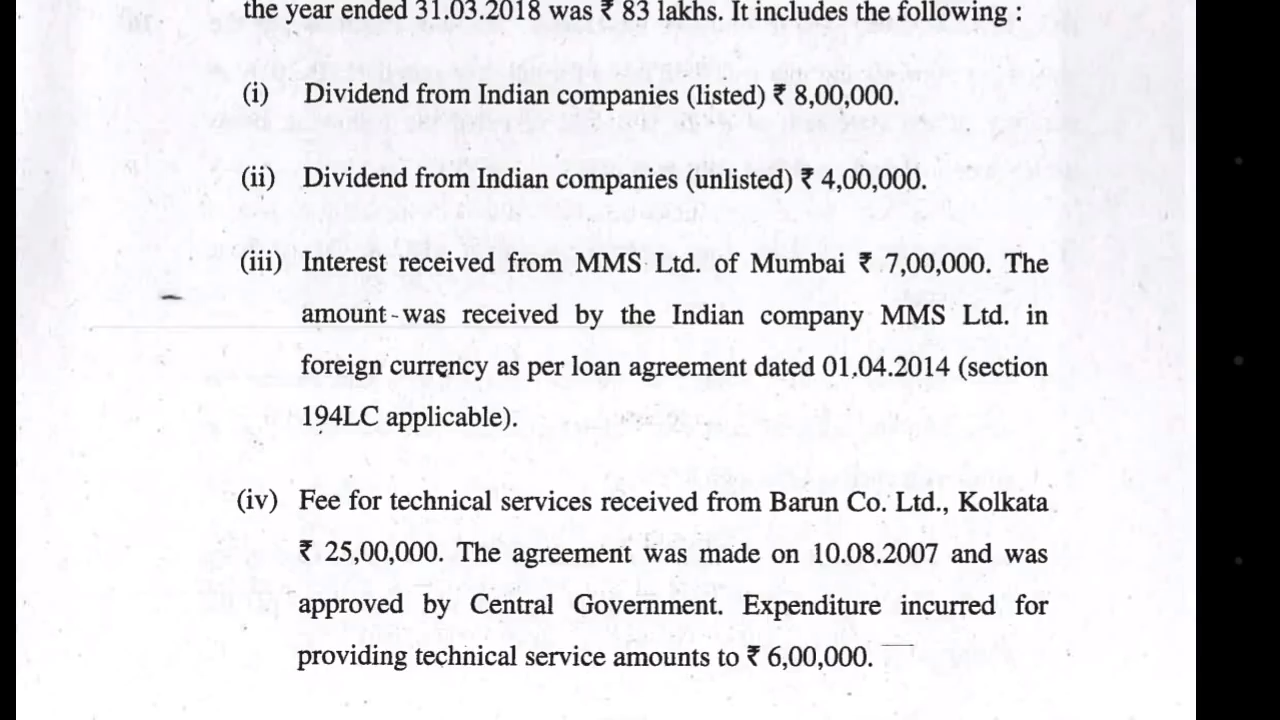 the year ended 31.03.2018 was ₹ 83 lakhs. It includes the following :
(i) Dividend from Indian companies (listed) ₹ 8,00,000.
(ii) Dividend from Indian companies (unlisted) ₹ 4,00,000.
(iii) Interest received from MMS Ltd. of Mumbai ₹ 7,00,000. The
amount was received by the Indian company MMS Ltd. in
foreign currency as per loan agreement dated 01.04.2014 (section
194LC applicable).
(iv) Fee for technical services received from Barun Co. Ltd., Kolkata
₹ 25,00,000. The agreement was made on 10.08.2007 and was
approved by Central Government. Expenditure incurred for
providing technical service amounts to ₹ 6,00,000.